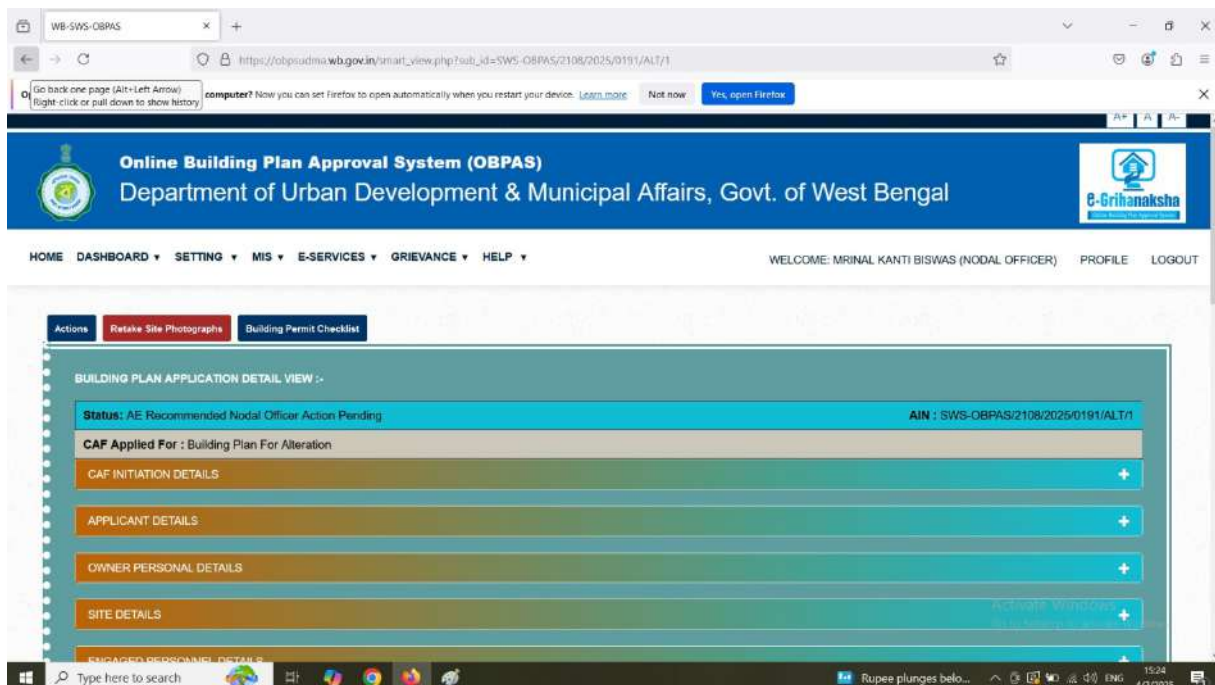 WB-SWS-OBPAS
https://obpsudma.wb.gov.in/smart_view.php?sub_id=SWS-OBPAS/2108/2025/0191/ALT/1
Go back one page (Alt+Left Arrow)
Right-click or pull down to show history
computer? Now you can set Firefox to open automatically when you restart your device. Learn more Not now Yes, open Firefox
A+ A A-
Online Building Plan Approval System (OBPAS)
Department of Urban Development & Municipal Affairs, Govt. of West Bengal
e-Grihanaksha
HOME DASHBOARD SETTING MIS E-SERVICES GRIEVANCE HELP WELCOME: MRINAL KANTI BISWAS (NODAL OFFICER) PROFILE LOGOUT
Actions Retake Site Photographs Building Permit Checklist
BUILDING PLAN APPLICATION DETAIL VIEW :-
Status: AE Recommended Nodal Officer Action Pending AIN : SWS-OBPAS/2108/2025/0191/ALT/1
CAF Applied For : Building Plan For Alteration
CAF INITIATION DETAILS
APPLICANT DETAILS
OWNER PERSONAL DETAILS
SITE DETAILS
Activate Windows
ENGAGED PERSONNEL DETAILS
Type here to search Rupee plunges belo... ENG 15:24